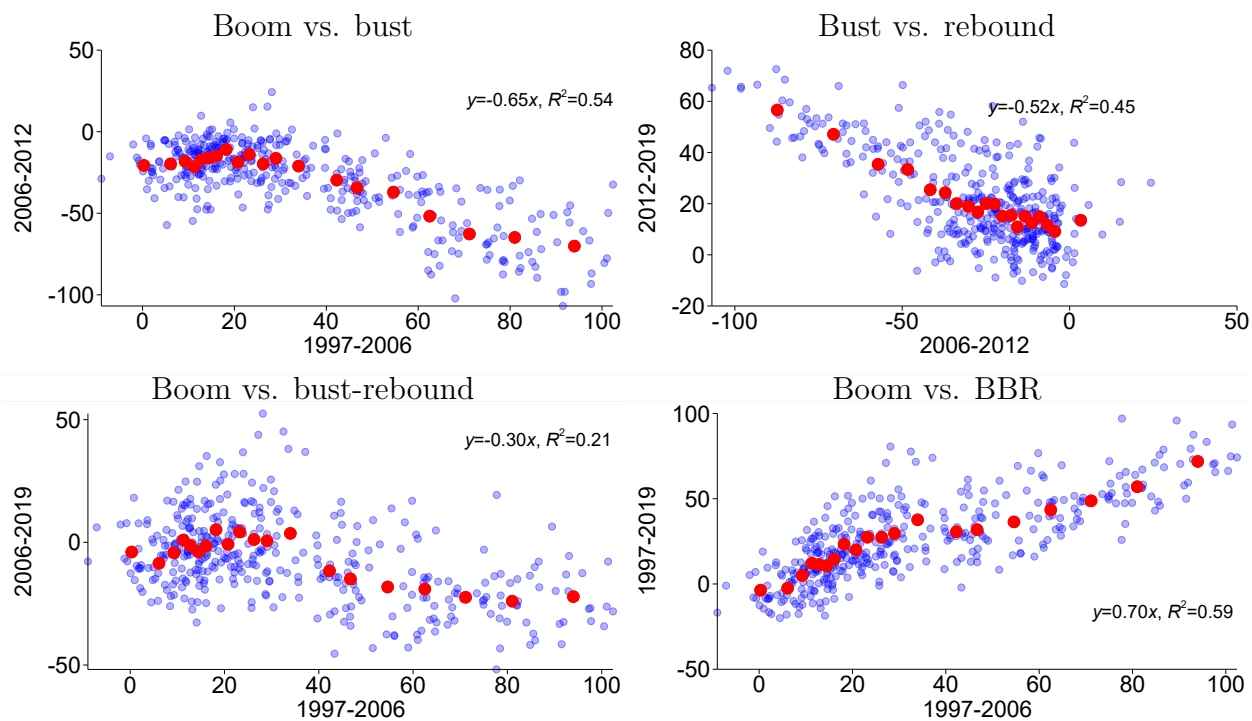 Boom vs. bust
50
0
-50
-100
2006-2012
y=-0.65x, R²=0.54
0 20 40 60 80 100
1997-2006
Bust vs. rebound
80
60
40
20
0
-20
2012-2019
y=-0.52x, R²=0.45
-100 -50 0 50
2006-2012
Boom vs. bust-rebound
50
0
-50
2006-2019
y=-0.30x, R²=0.21
0 20 40 60 80 100
1997-2006
Boom vs. BBR
100
50
0
-50
1997-2019
y=0.70x, R²=0.59
0 20 40 60 80 100
1997-2006